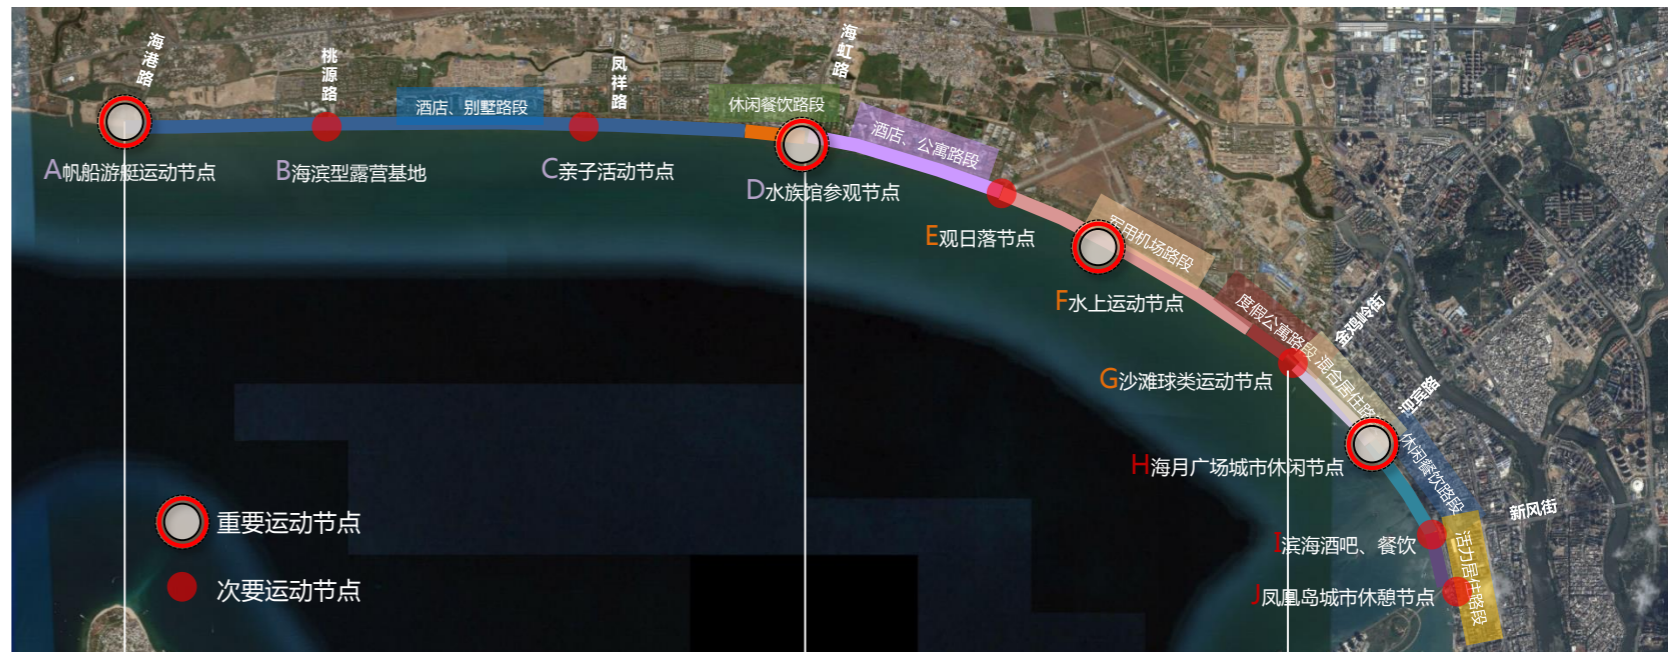 海港路
桃源路
凤祥路
海虹路
酒店、别墅路段
休闲餐饮路段
酒店、公寓路段
A帆船游艇运动节点
B海滨型露营基地
C亲子活动节点
D水族馆参观节点
E观日落节点
军用机场路段
F水上运动节点
度假公寓路段
金鸡岭街
G沙滩球类运动节点
混合居住路
迎宾路
H海月广场城市休闲节点
休闲餐饮路段
新风街
I滨海酒吧、餐饮
活力居住路段
J凤凰岛城市休憩节点
重要运动节点
次要运动节点